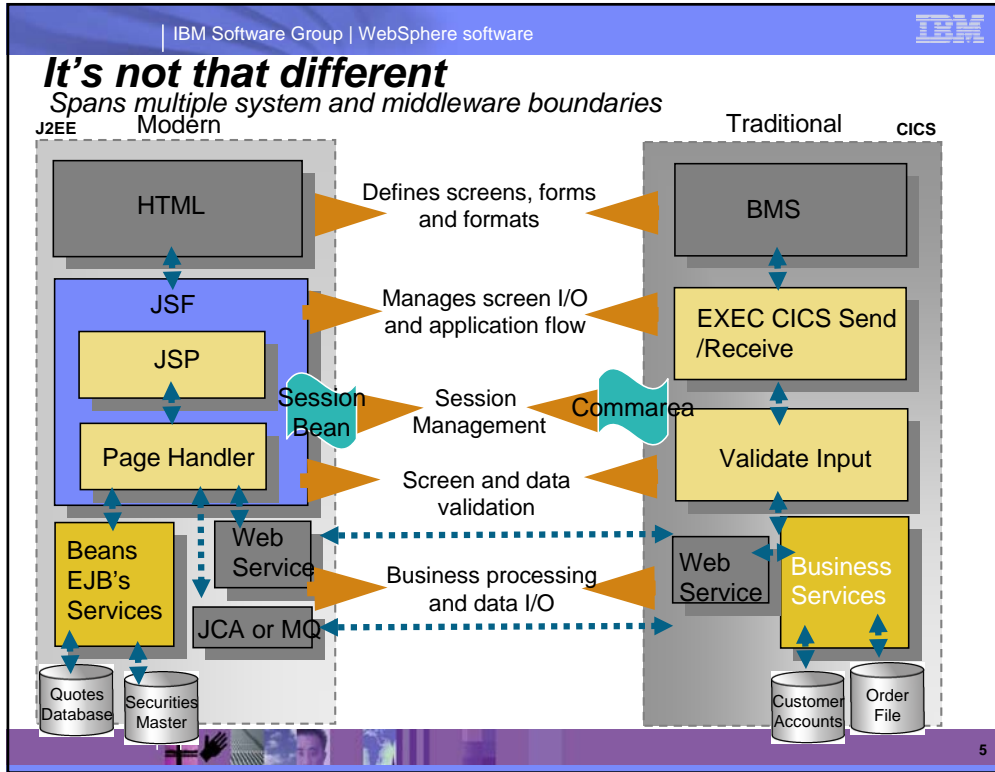 IBM Software Group | WebSphere software
IBM
It's not that different
Spans multiple system and middleware boundaries
J2EE
Modern
Traditional
CICS
HTML
Defines screens, forms
and formats
BMS
JSF
Manages screen I/O
and application flow
EXEC CICS Send
/Receive
JSP
Session
Bean
Session
Management
Commarea
Page Handler
Screen and data
validation
Validate Input
Beans
EJB's
Services
Web
Service
JCA or MQ
Business processing
and data I/O
Web
Service
Business
Services
Quotes
Database
Securities
Master
Customer
Accounts
Order
File
5